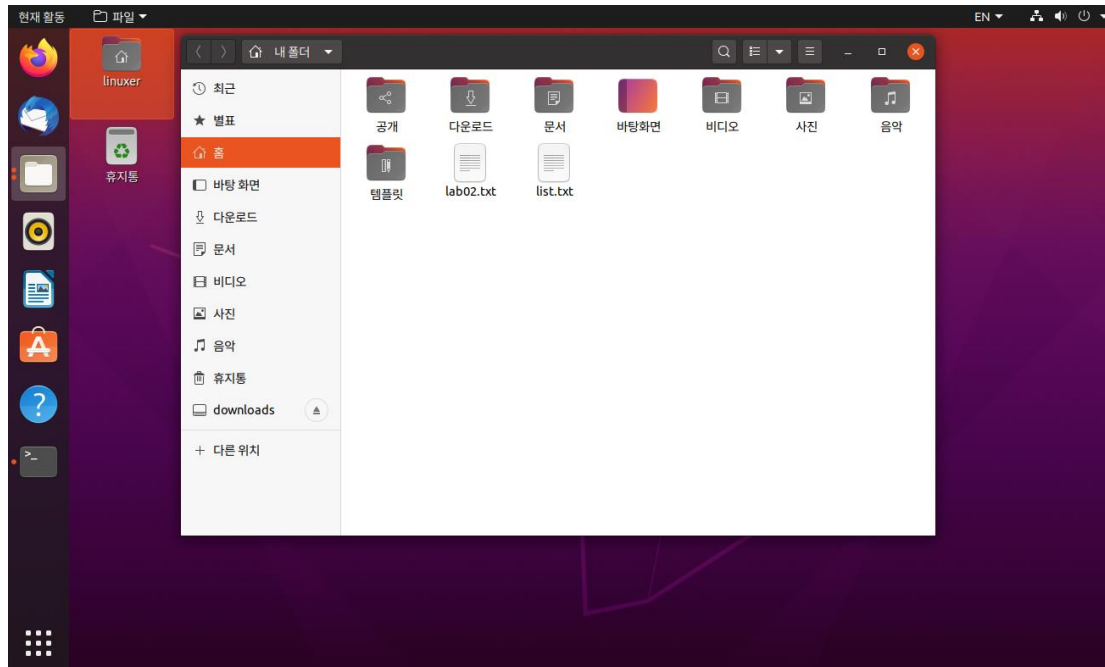 현재 활동 파일 EN
linuxer
휴지통
내 폴더
최근
별표
홈
바탕 화면
다운로드
문서
비디오
사진
음악
휴지통
downloads
+ 다른 위치
공개 다운로드 문서 바탕화면 비디오 사진 음악
템플릿 lab02.txt list.txt